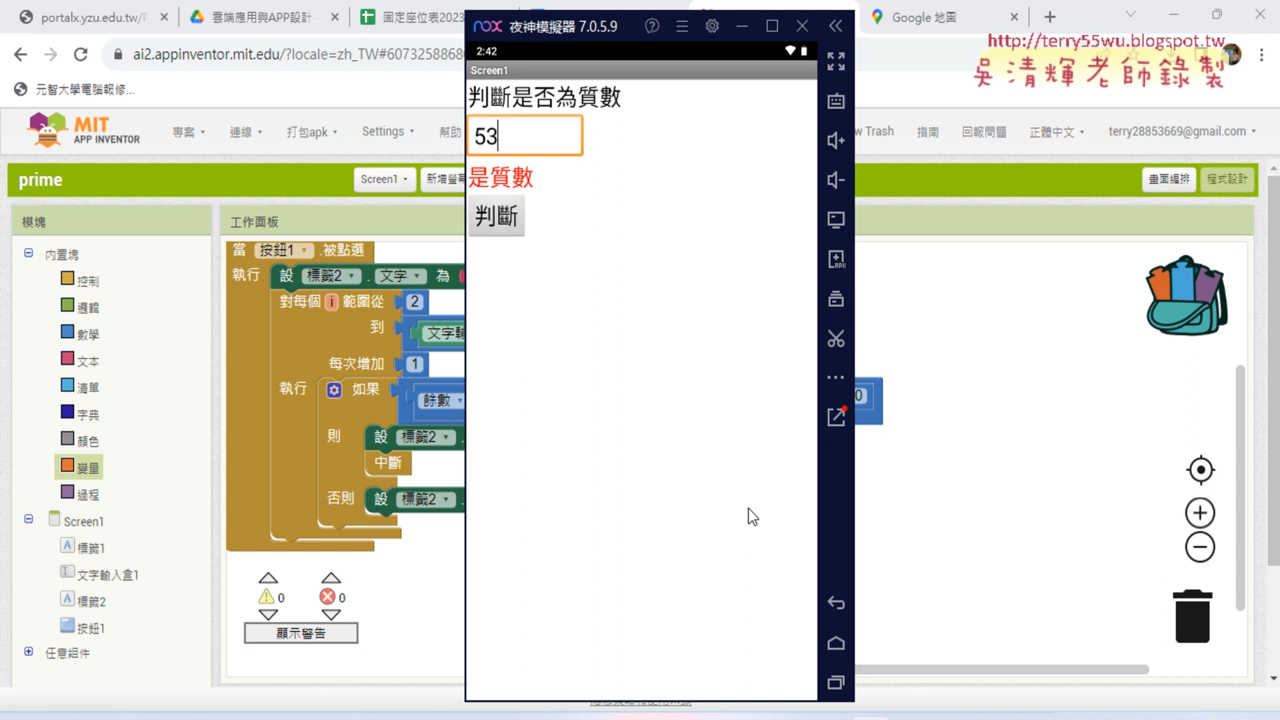 portalx.yzu.edu.tw/
雲端應用與APP設計
固定座位表2023
Google 地圖
ai2.appinventor.mit.edu/?locale=zh_TW#607325886
http://terry55wu.blogspot.tw
吳清輝老師錄製
元智大學電腦報修...
nox 夜神模擬器 7.0.5.9
2:42
Screen1
判斷是否為質數
53
是質數
判斷
MIT
APP INVENTOR
專案
連線
打包apk
Settings
幫助
w Trash
指南
回報問題
正體中文
terry28853669@gmail.com
prime
Screen1
新增螢幕
畫面編排
程式設計
模塊
工作面板
內置塊
控制
邏輯
數學
文本
清單
字典
顏色
變量
過程
Screen1
標籤1
文字輸入盒1
標籤2
按鈕1
任意組件
當 按鈕1 .被點選
執行 設 標籤2 . 文字 為
對每個 i 範圍從 2
到 文字輸
每次增加 1
執行 如果 餘數
0
則 設 標籤2
中斷
否則 設 標籤2
0 0
顯示警告
APK